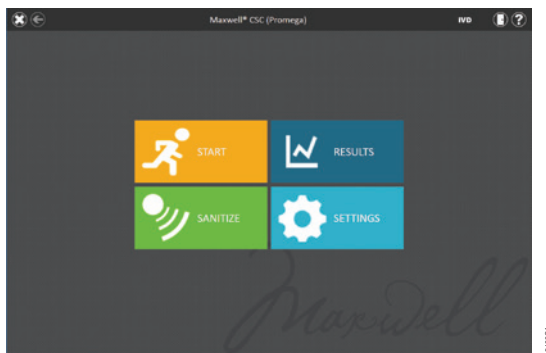 Maxwell® CSC (Promega)
IVD
?
START
RESULTS
SANITIZE
SETTINGS
Maxwell